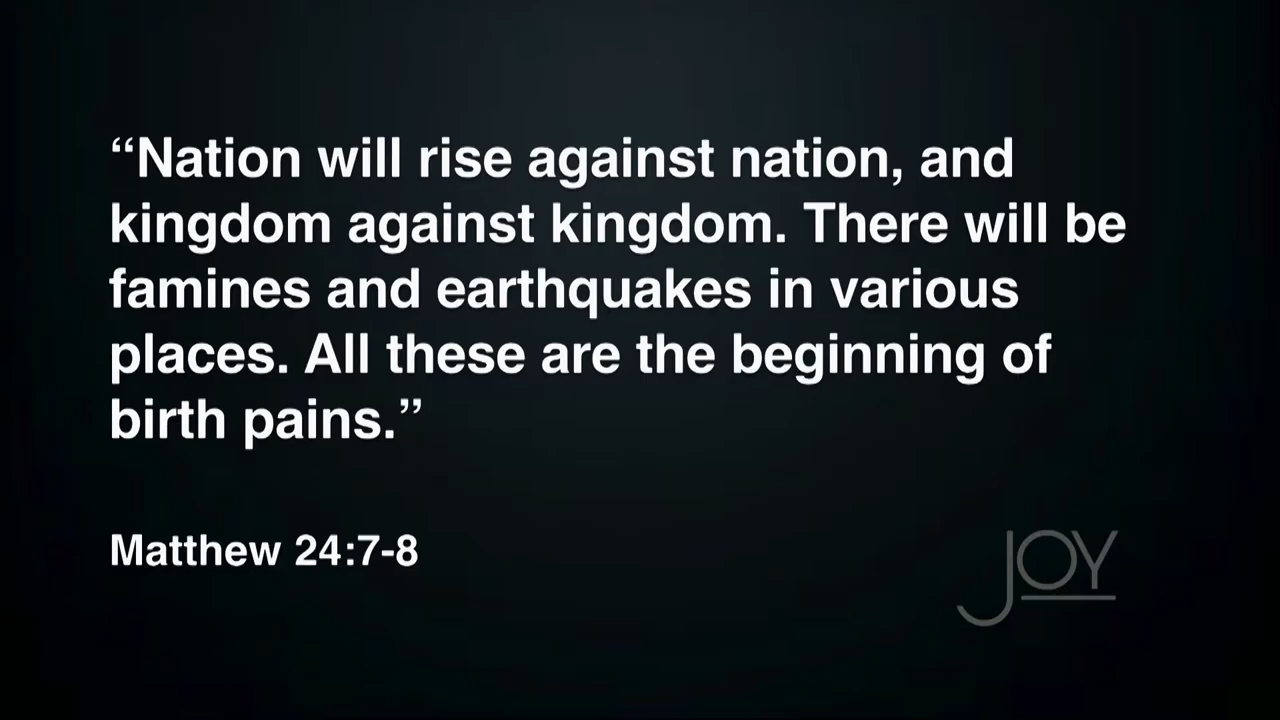 “Nation will rise against nation, and
kingdom against kingdom. There will be
famines and earthquakes in various
places. All these are the beginning of
birth pains.”
Matthew 24:7-8
JOY